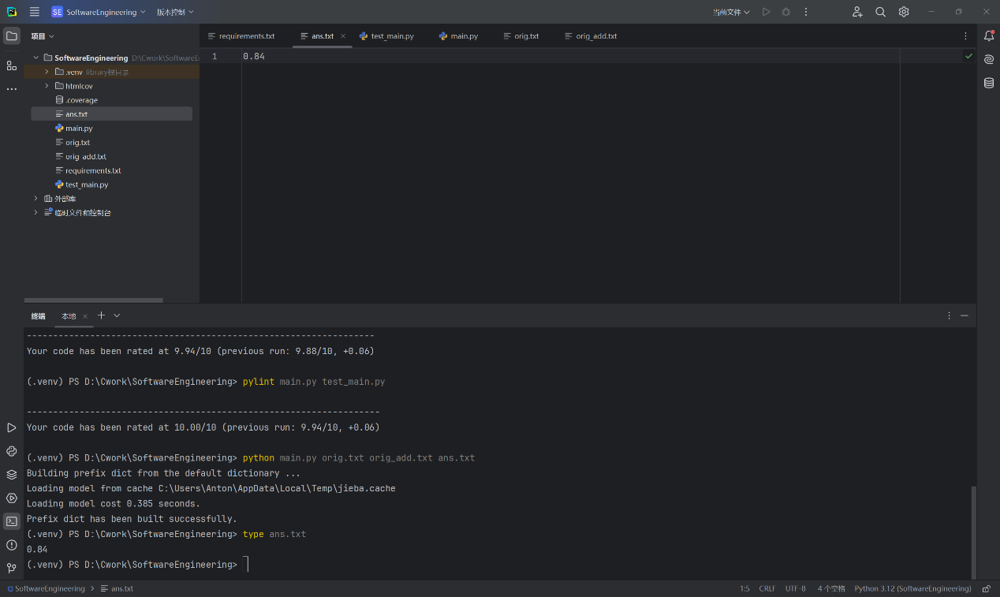 SE SoftwareEngineering 版本控制 当前文件
项目
requirements.txt ans.txt test_main.py main.py orig.txt orig_add.txt
SoftwareEngineering D:\Cwork\SoftwareE
.venv library根目录
htmlcov
.coverage
ans.txt
main.py
orig.txt
orig_add.txt
requirements.txt
test_main.py
外部库
临时文件和控制台
1 0.84
终端 本地
--------------------------------------------------------------------
Your code has been rated at 9.94/10 (previous run: 9.88/10, +0.06)
(.venv) PS D:\Cwork\SoftwareEngineering> pylint main.py test_main.py
--------------------------------------------------------------------
Your code has been rated at 10.00/10 (previous run: 9.94/10, +0.06)
(.venv) PS D:\Cwork\SoftwareEngineering> python main.py orig.txt orig_add.txt ans.txt
Building prefix dict from the default dictionary ...
Loading model from cache C:\Users\Anton\AppData\Local\Temp\jieba.cache
Loading model cost 0.385 seconds.
Prefix dict has been built successfully.
(.venv) PS D:\Cwork\SoftwareEngineering> type ans.txt
0.84
(.venv) PS D:\Cwork\SoftwareEngineering>
SoftwareEngineering > ans.txt 1:5 CRLF UTF-8 4 个空格 Python 3.12 (SoftwareEngineering)